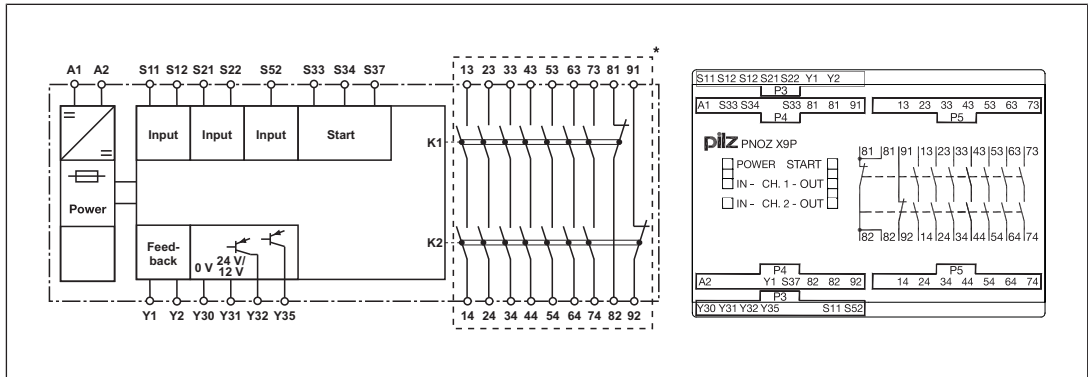 *
A1 A2 S11 S12 S21 S22 S52 S33 S34 S37 13 23 33 43 53 63 73 81 91
Input Input Input Start
K1
Power
K2
Feed-
back
0 V
24 V/
12 V
Y1 Y2 Y30 Y31 Y32 Y35 14 24 34 44 54 64 74 82 92
S11 S12 S12 S21 S22 Y1 Y2
P3
A1 S33 S34 S33 81 81 91 13 23 33 43 53 63 73
P4 P5
pilz PNOZ X9P
POWER START
IN - CH. 1 - OUT
IN - CH. 2 - OUT
81 81 91 13 23 33 43 53 63 73
82 82 92 14 24 34 44 54 64 74
P4 P5
A2 Y1 S37 82 82 92 14 24 34 44 54 64 74
P3
Y30 Y31 Y32 Y35 S11 S52